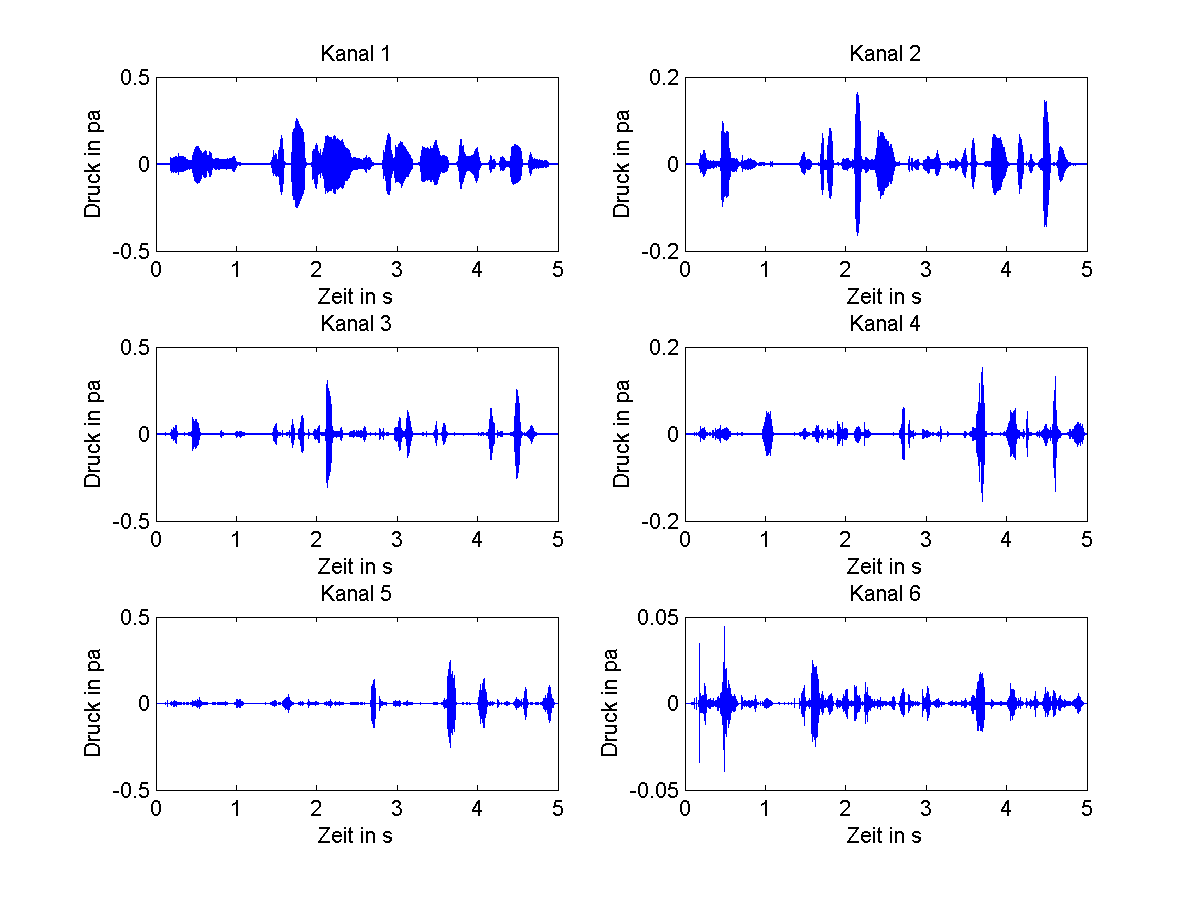 Kanal 1
0.5
0
-0.5
Druck in pa
0 1 2 3 4 5
Zeit in s
Kanal 2
0.2
0
-0.2
Druck in pa
0 1 2 3 4 5
Zeit in s
Kanal 3
0.5
0
-0.5
Druck in pa
0 1 2 3 4 5
Zeit in s
Kanal 4
0.2
0
-0.2
Druck in pa
0 1 2 3 4 5
Zeit in s
Kanal 5
0.5
0
-0.5
Druck in pa
0 1 2 3 4 5
Zeit in s
Kanal 6
0.05
0
-0.05
Druck in pa
0 1 2 3 4 5
Zeit in s